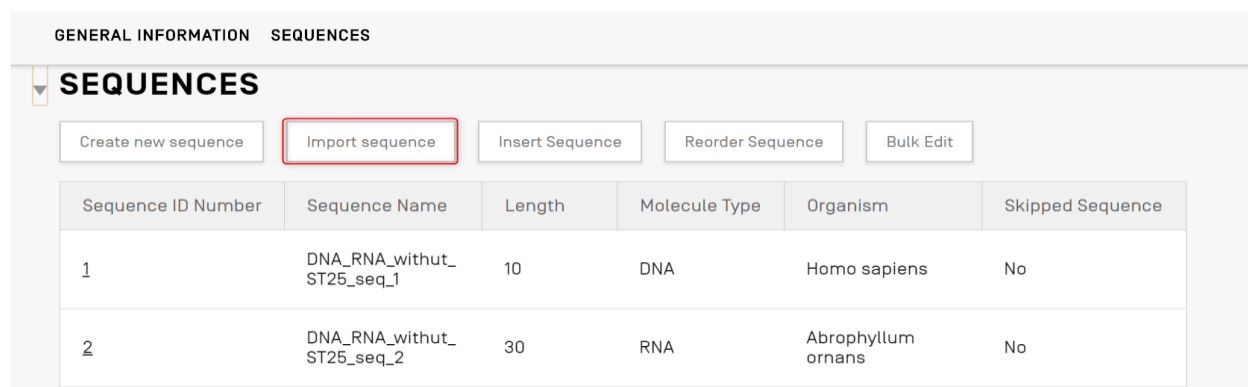 GENERAL INFORMATION SEQUENCES
SEQUENCES
Create new sequence Import sequence Insert Sequence Reorder Sequence Bulk Edit
Sequence ID Number Sequence Name Length Molecule Type Organism Skipped Sequence
1 DNA_RNA_withut_ 10 DNA Homo sapiens No
ST25_seq_1
2 DNA_RNA_withut_ 30 RNA Abrophyllum No
ST25_seq_2 ornans